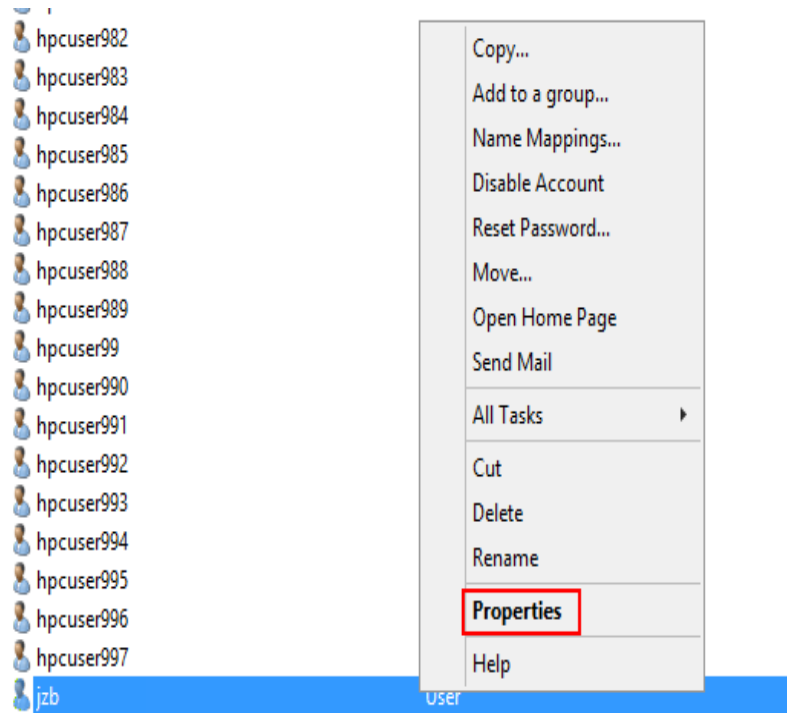 hpcuser982
hpcuser983
hpcuser984
hpcuser985
hpcuser986
hpcuser987
hpcuser988
hpcuser989
hpcuser99
hpcuser990
hpcuser991
hpcuser992
hpcuser993
hpcuser994
hpcuser995
hpcuser996
hpcuser997
jzb User
Copy...
Add to a group...
Name Mappings...
Disable Account
Reset Password...
Move...
Open Home Page
Send Mail
All Tasks
Cut
Delete
Rename
Properties
Help